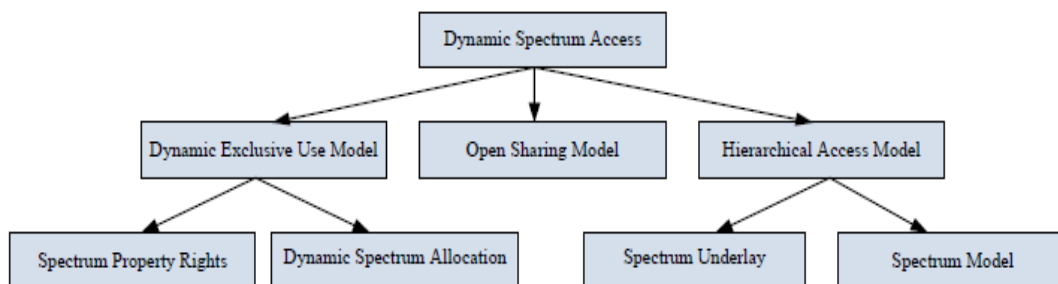 Dynamic Spectrum Access
Dynamic Exclusive Use Model
Open Sharing Model
Hierarchical Access Model
Spectrum Property Rights
Dynamic Spectrum Allocation
Spectrum Underlay
Spectrum Model